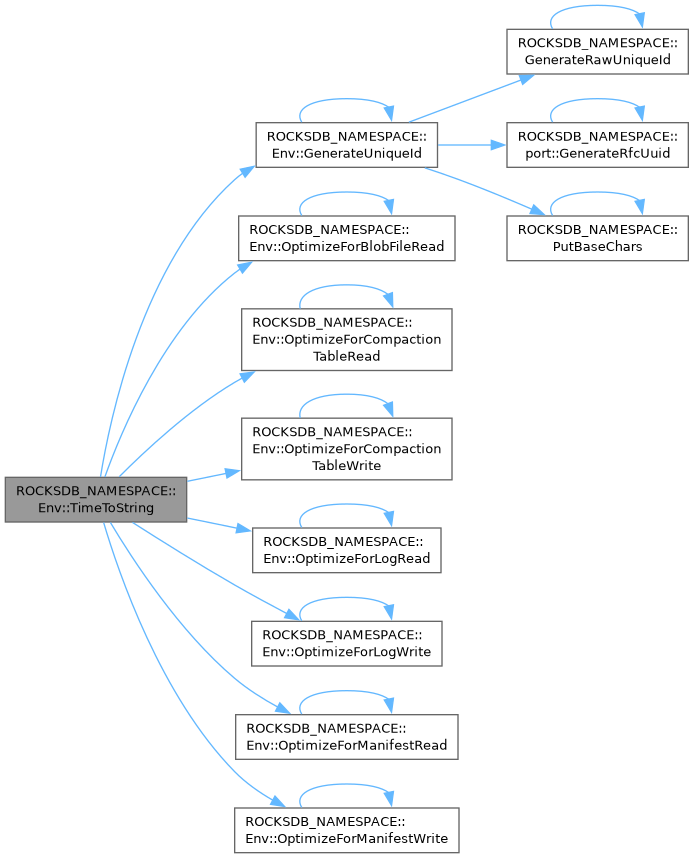 ROCKSDB_NAMESPACE::
GenerateRawUniqueId
ROCKSDB_NAMESPACE::
Env::GenerateUniqueId
ROCKSDB_NAMESPACE::
port::GenerateRfcUuid
ROCKSDB_NAMESPACE::
PutBaseChars
ROCKSDB_NAMESPACE::
Env::OptimizeForBlobFileRead
ROCKSDB_NAMESPACE::
Env::OptimizeForCompaction
TableRead
ROCKSDB_NAMESPACE::
Env::OptimizeForCompaction
TableWrite
ROCKSDB_NAMESPACE::
Env::TimeToString
ROCKSDB_NAMESPACE::
Env::OptimizeForLogRead
ROCKSDB_NAMESPACE::
Env::OptimizeForLogWrite
ROCKSDB_NAMESPACE::
Env::OptimizeForManifestRead
ROCKSDB_NAMESPACE::
Env::OptimizeForManifestWrite